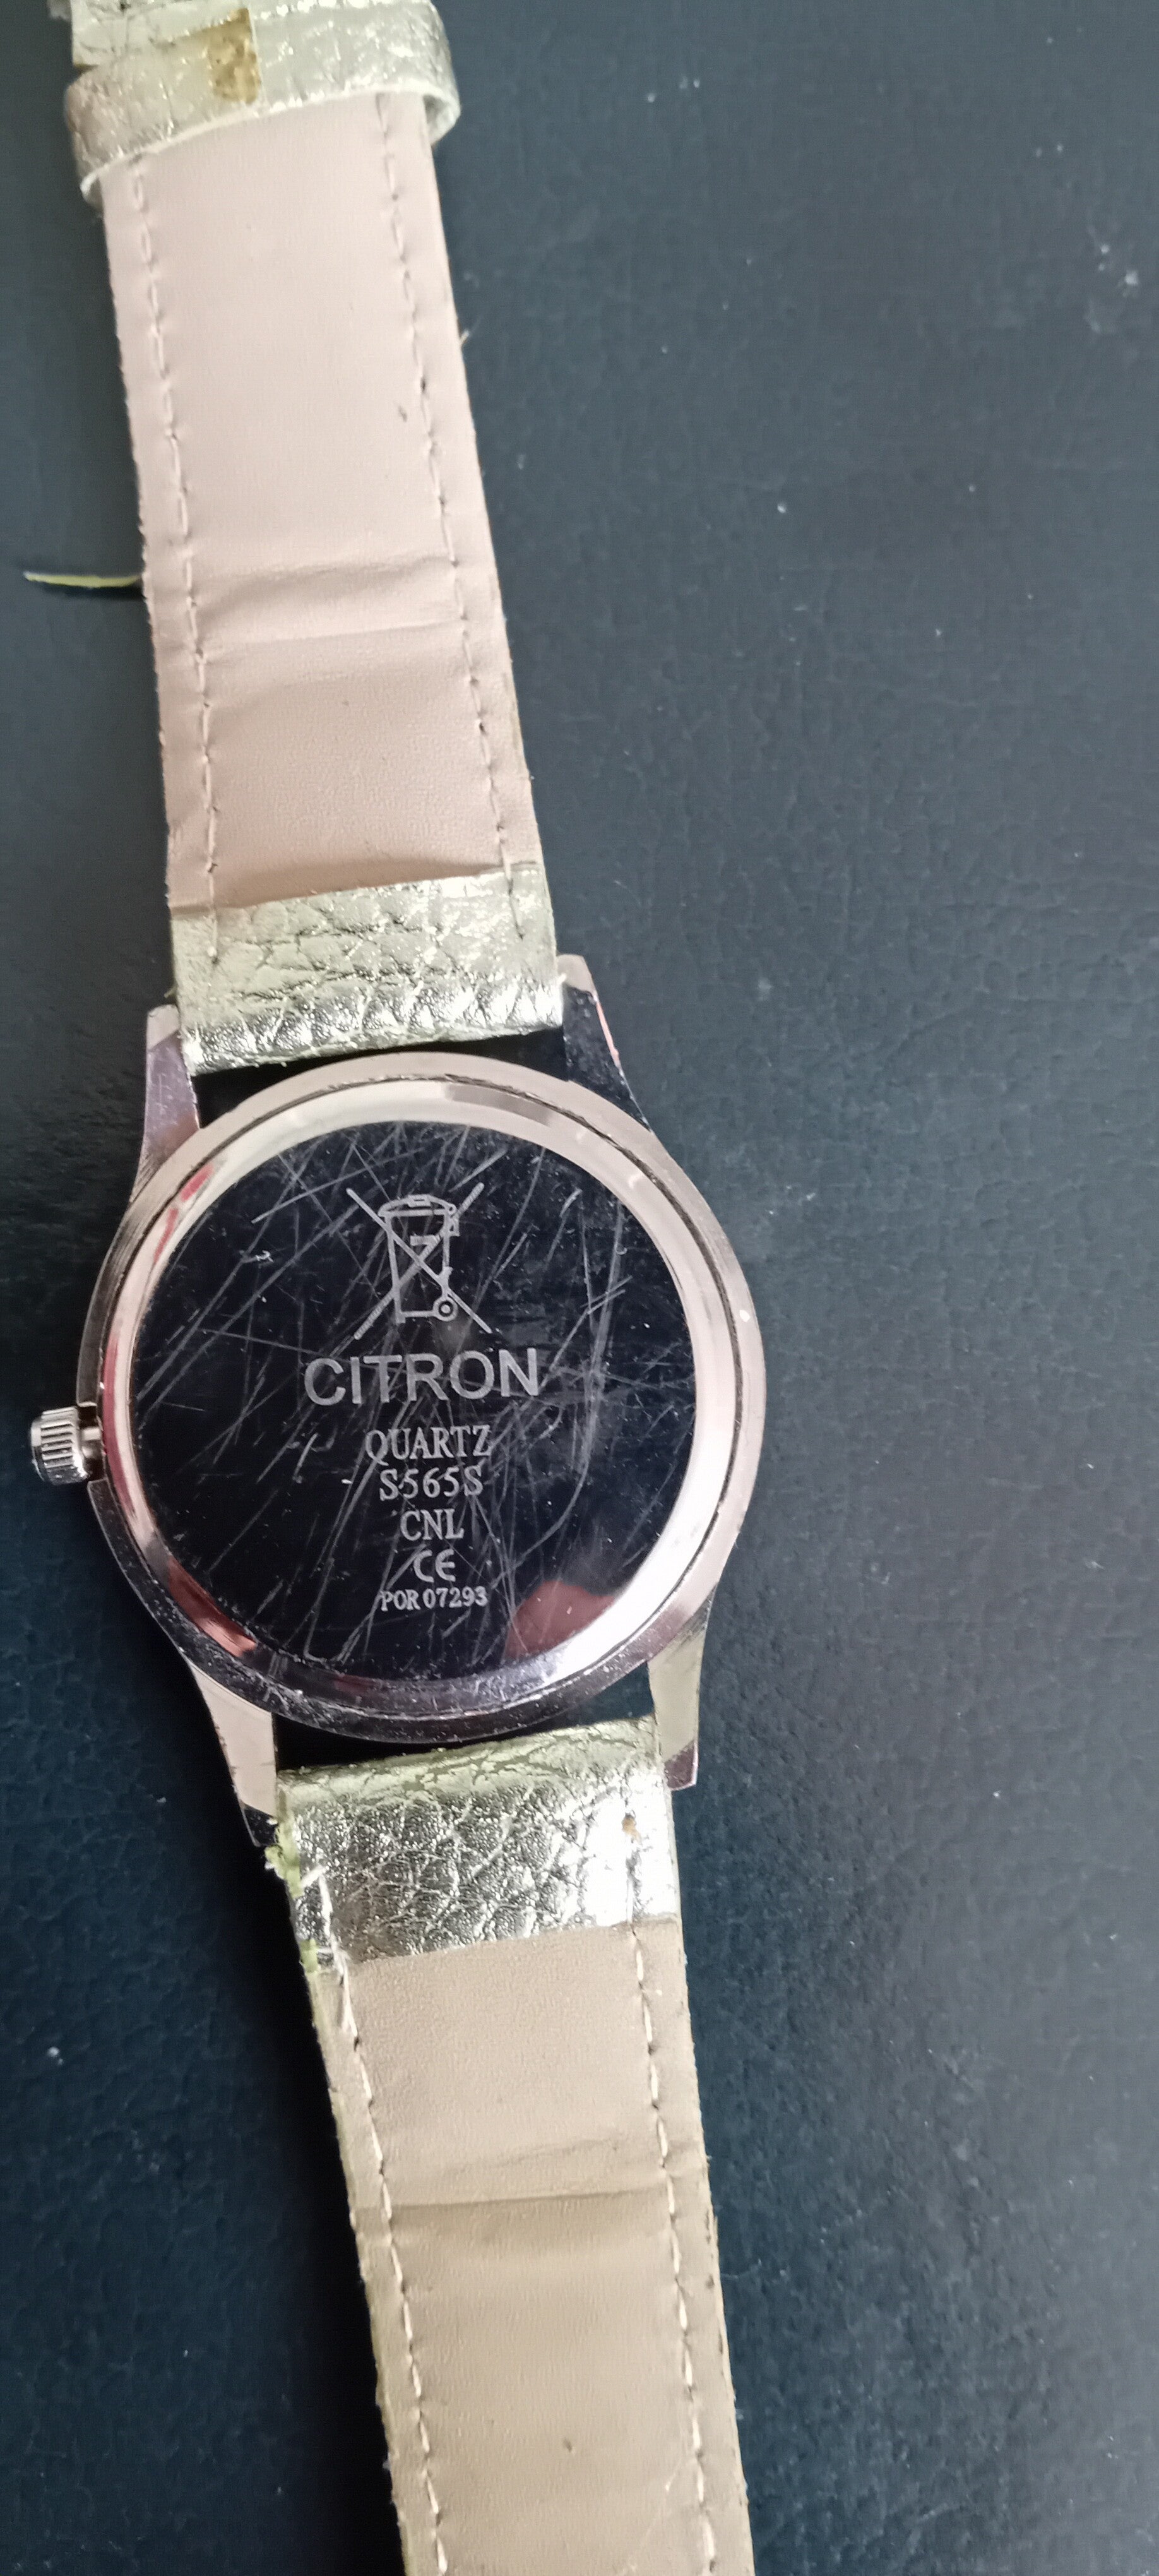 CITRON
QUARTZ
S565S
CNL
CE
POR 07293